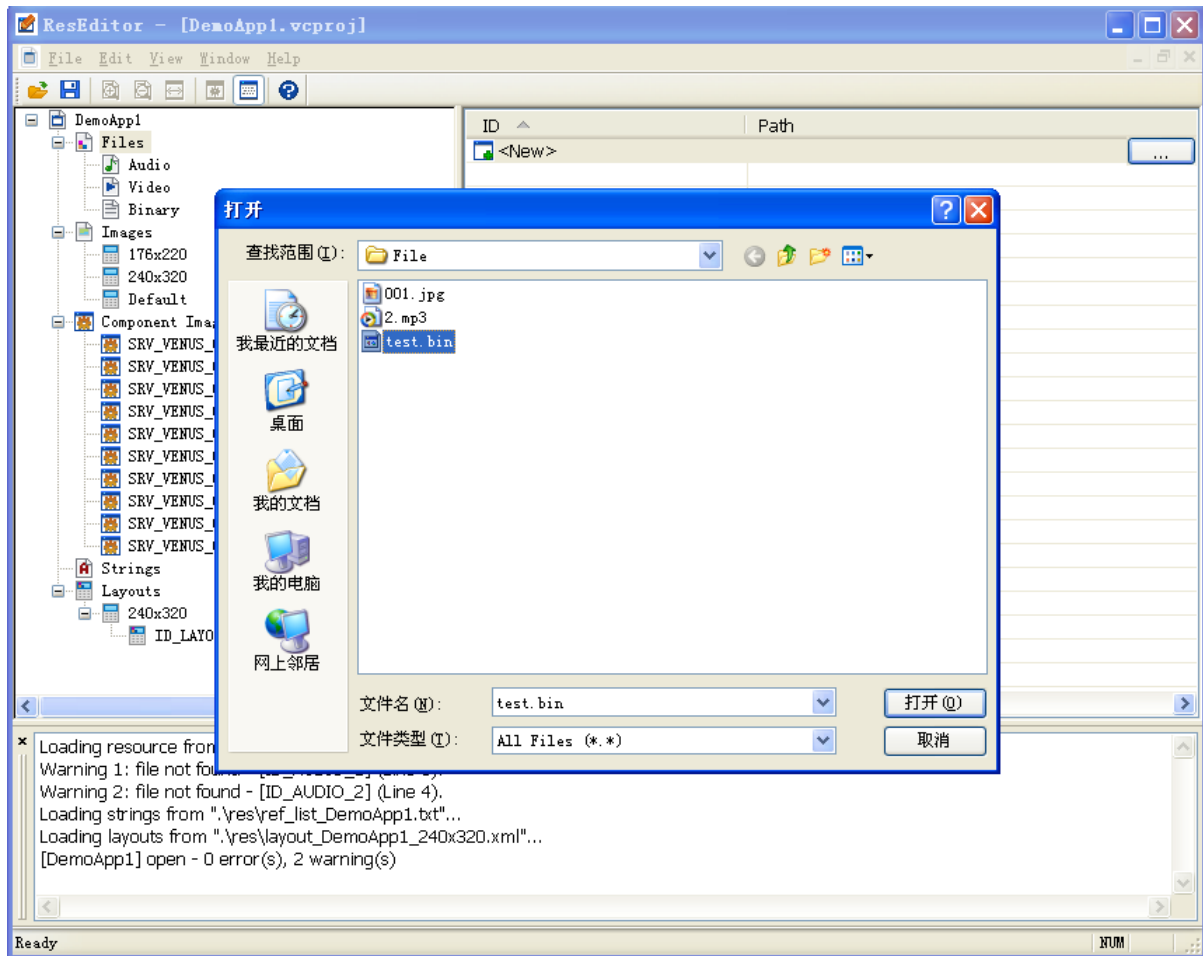 ResEditor - [DemoApp1.vcproj]
File Edit View Window Help
DemoApp1
Files
Audio
Video
Binary
Images
176x220
240x320
Default
Component Ima
SRV_VENUS_
SRV_VENUS_
SRV_VENUS_
SRV_VENUS_
SRV_VENUS_
SRV_VENUS_
SRV_VENUS_
SRV_VENUS_
SRV_VENUS_
SRV_VENUS_
Strings
Layouts
240x320
ID_LAYO
ID Path
<New> ...
打开
查找范围(I): File
我最近的文档
桌面
我的文档
我的电脑
网上邻居
001.jpg
2.mp3
test.bin
文件名(N): test.bin 打开(O)
文件类型(T): All Files (*.*) 取消
Loading resource from
Warning 1: file not found - [ID_AUDIO_
Warning 2: file not found - [ID_AUDIO_2] (Line 4).
Loading strings from ".\res\ref_list_DemoApp1.txt"...
Loading layouts from ".\res\layout_DemoApp1_240x320.xml"...
[DemoApp1] open - 0 error(s), 2 warning(s)
Ready NUM